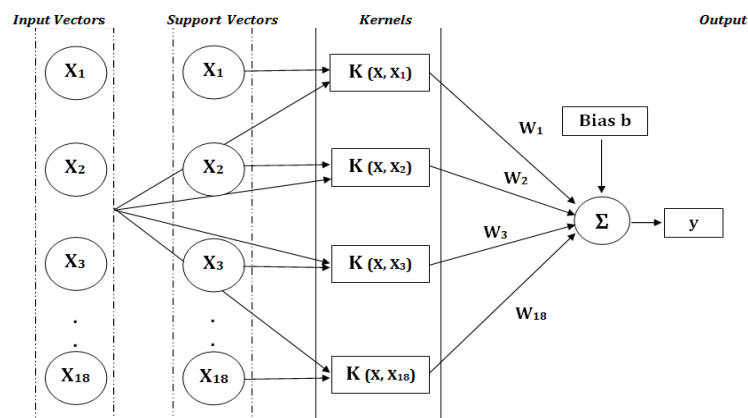 Input Vectors Support Vectors Kernels Output
X1 X1 K (X, X1)
W1 Bias b
X2 X2 K (X, X2)
W2
Σ y
X3 X3 K (X, X3)
W3
. .
W18
. .
X18 X18 K (X, X18)